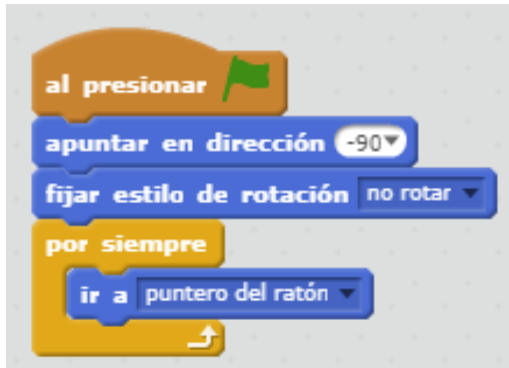 al presionar
apuntar en dirección -90
fijar estilo de rotación no rotar
por siempre
ir a puntero del ratón